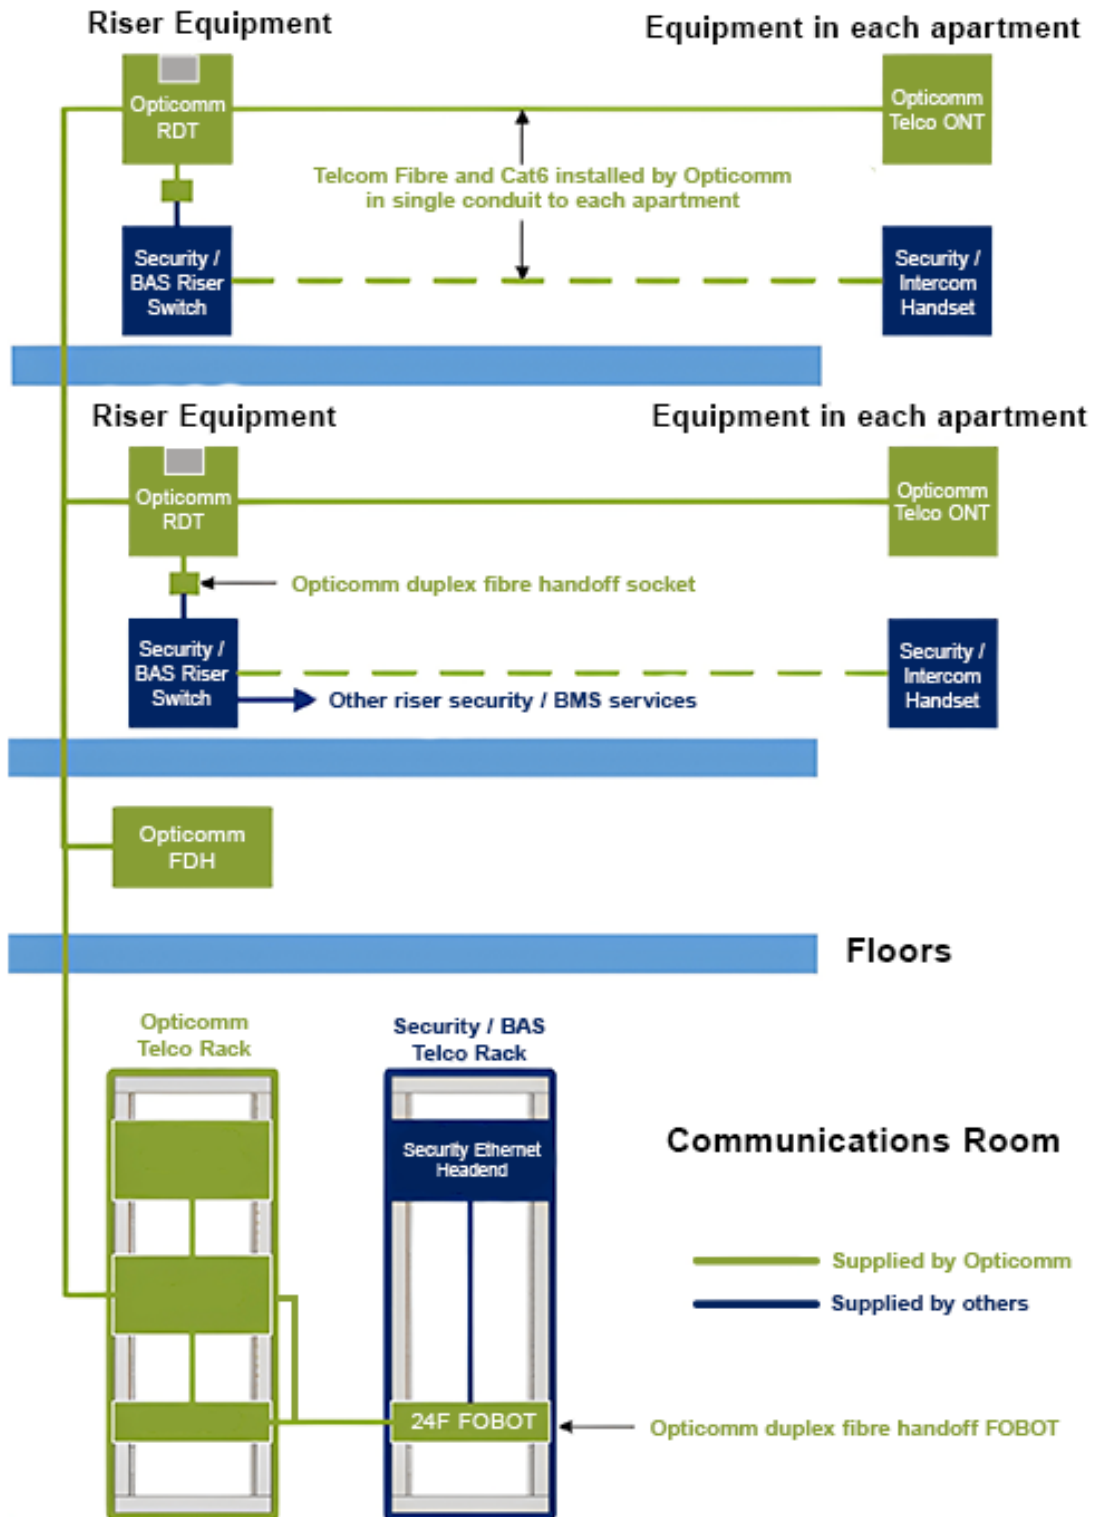 Riser Equipment
Equipment in each apartment
Opticomm
RDT
Opticomm
Telco ONT
Telcom Fibre and Cat6 installed by Opticomm
in single conduit to each apartment
Security /
BAS Riser
Switch
Security /
Intercom
Handset
Riser Equipment
Equipment in each apartment
Opticomm
RDT
Opticomm
Telco ONT
Opticomm duplex fibre handoff socket
Security /
BAS Riser
Switch
Security /
Intercom
Handset
Other riser security / BMS services
Opticomm
FDH
Floors
Opticomm
Telco Rack
Security / BAS
Telco Rack
Security Ethernet
Headend
Communications Room
Supplied by Opticomm
Supplied by others
24F FOBOT
Opticomm duplex fibre handoff FOBOT